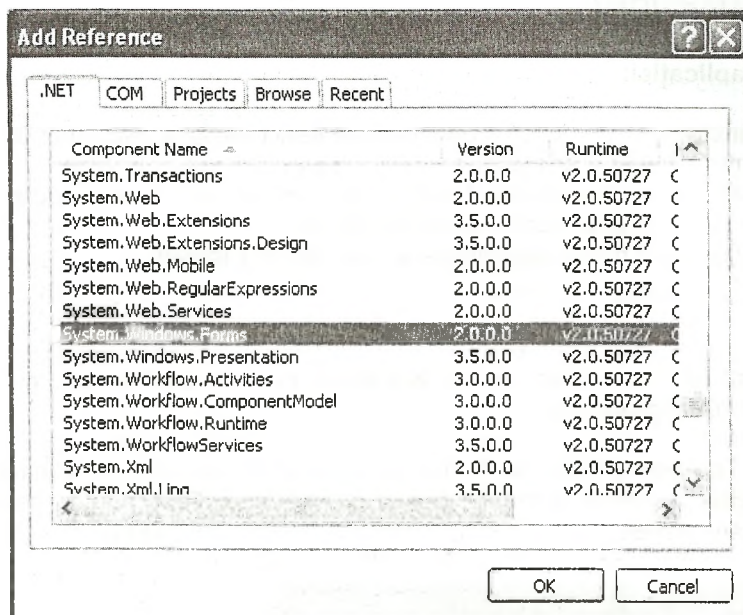 aplicației
Add Reference
.NET COM Projects Browse Recent
Component Name Version Runtime
System.Transactions 2.0.0.0 v2.0.50727 C
System.Web 2.0.0.0 v2.0.50727 C
System.Web.Extensions 3.5.0.0 v2.0.50727 C
System.Web.Extensions.Design 3.5.0.0 v2.0.50727 C
System.Web.Mobile 2.0.0.0 v2.0.50727 C
System.Web.RegularExpressions 2.0.0.0 v2.0.50727 C
System.Web.Services 2.0.0.0 v2.0.50727 C
System.Windows.Forms 2.0.0.0 v2.0.50727 C
System.Windows.Presentation 3.5.0.0 v2.0.50727 C
System.Workflow.Activities 3.0.0.0 v2.0.50727 C
System.Workflow.ComponentModel 3.0.0.0 v2.0.50727 C
System.Workflow.Runtime 3.0.0.0 v2.0.50727 C
System.WorkflowServices 3.5.0.0 v2.0.50727 C
System.Xml 2.0.0.0 v2.0.50727 C
System.Xml.Linq 3.5.0.0 v2.0.50727 C
OK Cancel